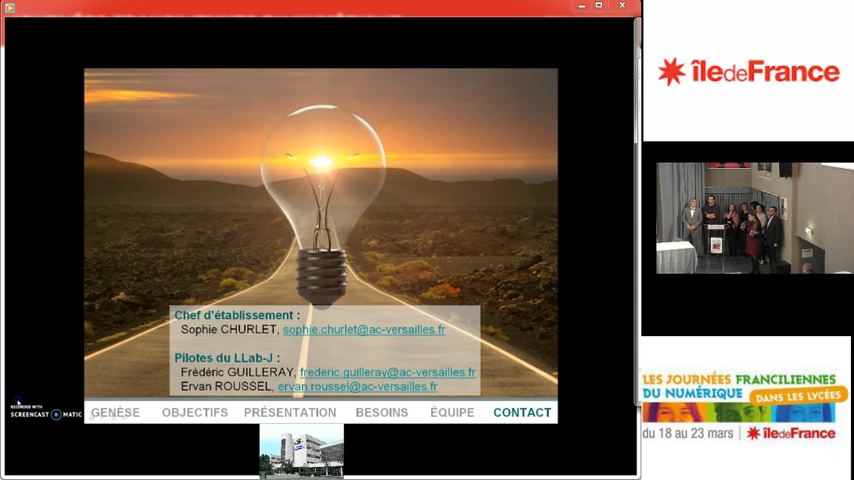 Chef d'établissement :
Sophie CHURLET, sophie.churlet@ac-versailles.fr
Pilotes du LLab-J :
Frédéric GUILLERAY, frederic.guilleray@ac-versailles.fr
Ervan ROUSSEL, ervan.roussel@ac-versailles.fr
RECORDED WITH
SCREENCAST MATIC
GENÈSE OBJECTIFS PRÉSENTATION BESOINS ÉQUIPE CONTACT
îledeFrance
LES JOURNÉES FRANCILIENNES
DU NUMÉRIQUE DANS LES LYCÉES
du 18 au 23 mars îledeFrance